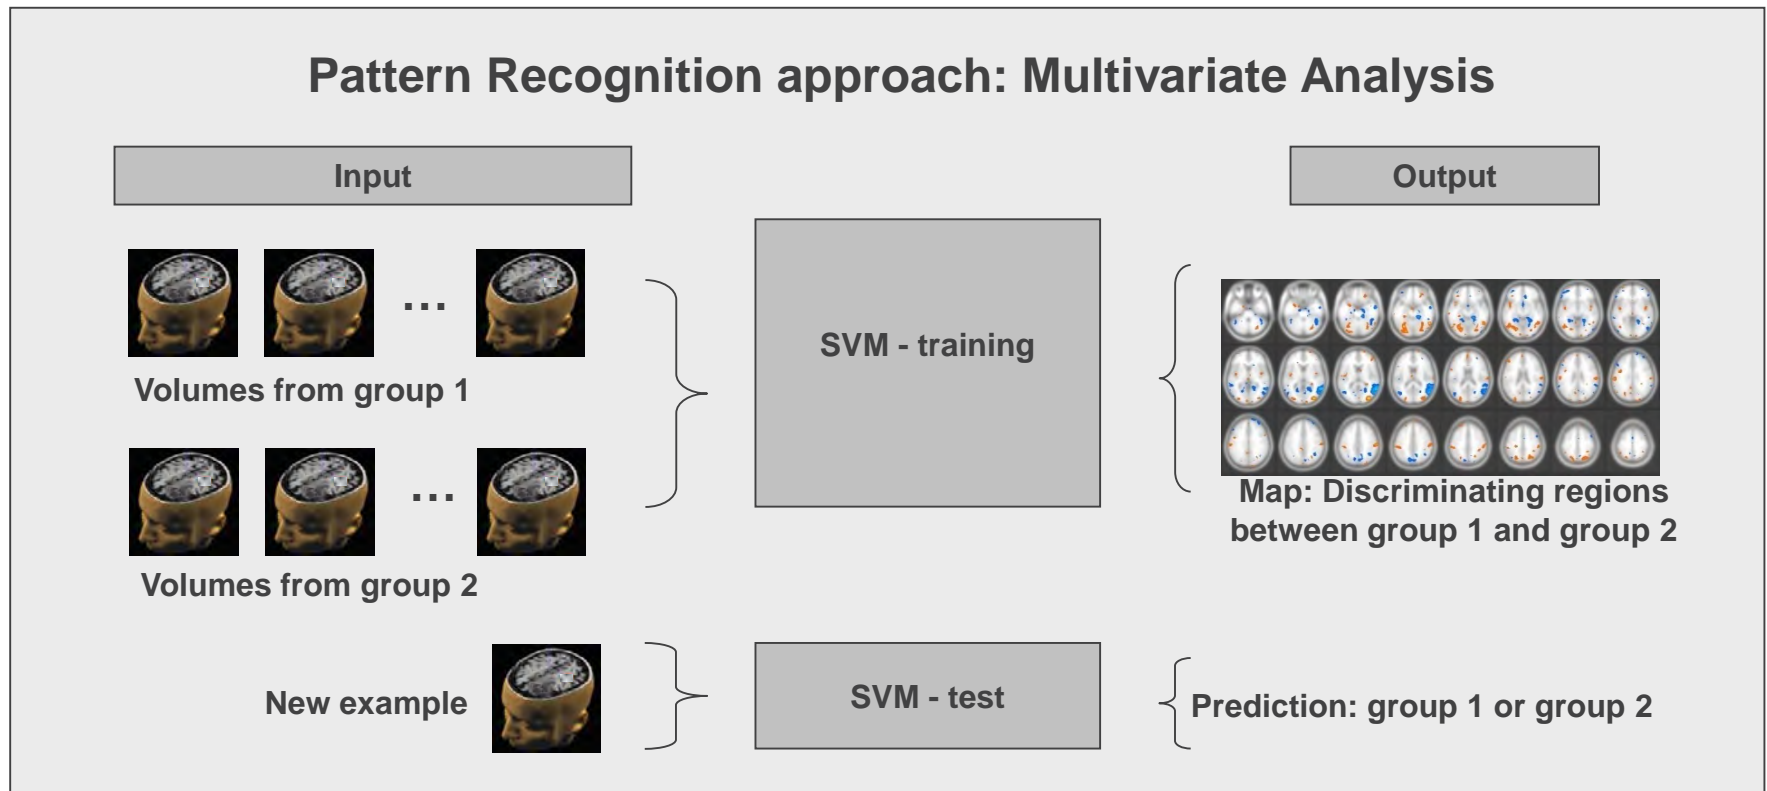 Pattern Recognition approach: Multivariate Analysis
Input
Output
...
Volumes from group 1
SVM - training
...
Volumes from group 2
Map: Discriminating regions
between group 1 and group 2
New example
SVM - test
Prediction: group 1 or group 2